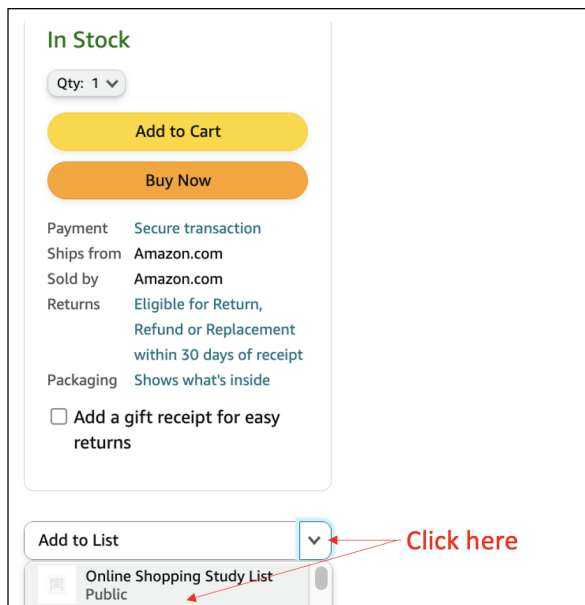 In Stock
Qty: 1
Add to Cart
Buy Now
Payment Secure transaction
Ships from Amazon.com
Sold by Amazon.com
Returns Eligible for Return,
Refund or Replacement
within 30 days of receipt
Packaging Shows what's inside
Add a gift receipt for easy
returns
Add to List
Click here
Online Shopping Study List
Public